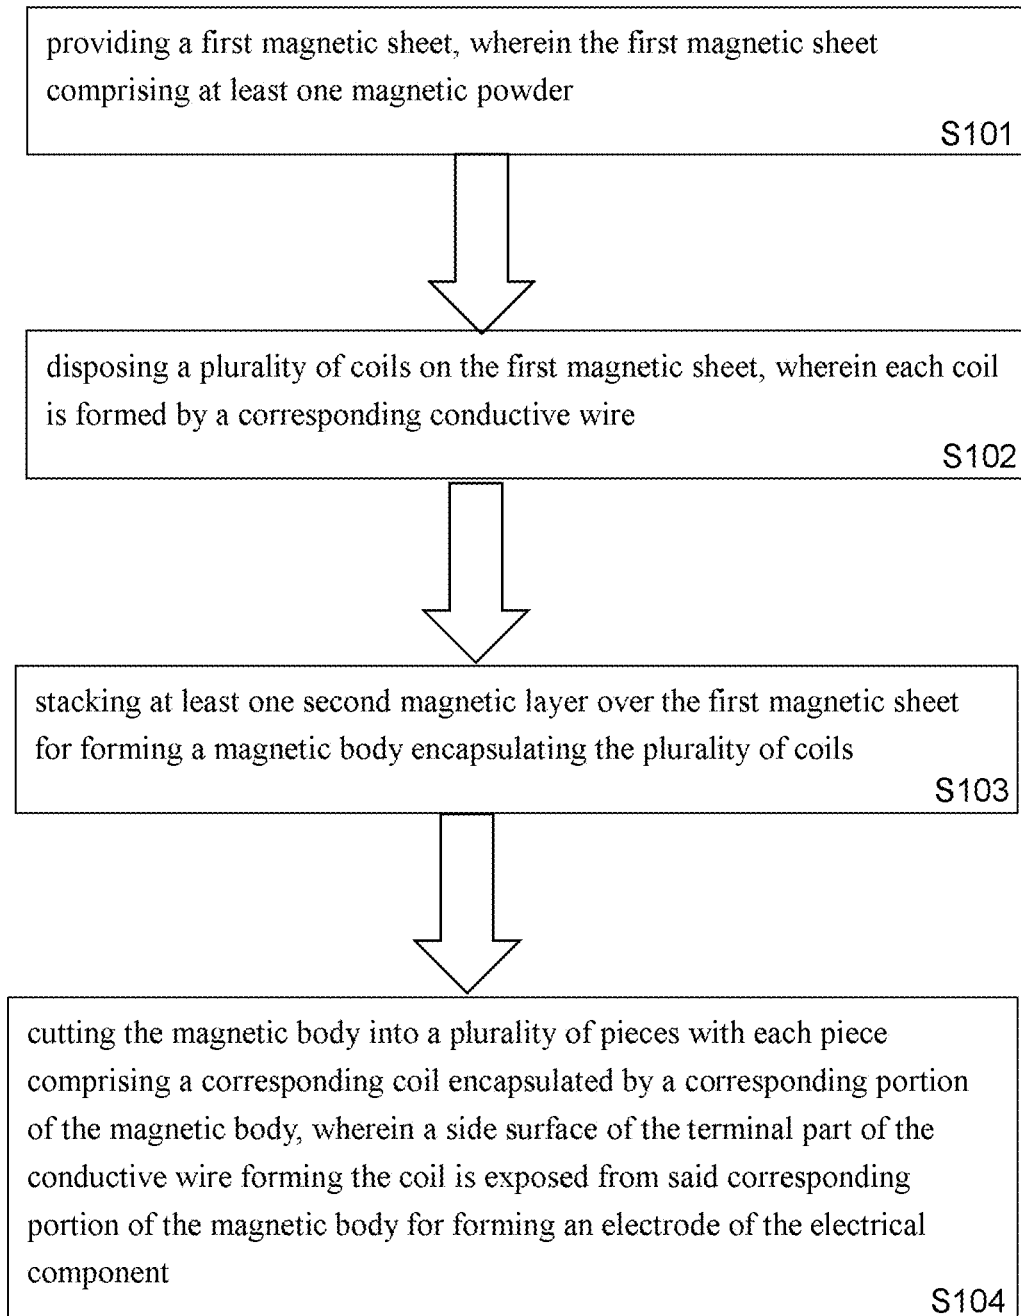 providing a first magnetic sheet, wherein the first magnetic sheet
comprising at least one magnetic powder
S101
disposing a plurality of coils on the first magnetic sheet, wherein each coil
is formed by a corresponding conductive wire
S102
stacking at least one second magnetic layer over the first magnetic sheet
for forming a magnetic body encapsulating the plurality of coils
S103
cutting the magnetic body into a plurality of pieces with each piece
comprising a corresponding coil encapsulated by a corresponding portion
of the magnetic body, wherein a side surface of the terminal part of the
conductive wire forming the coil is exposed from said corresponding
portion of the magnetic body for forming an electrode of the electrical
component
S104